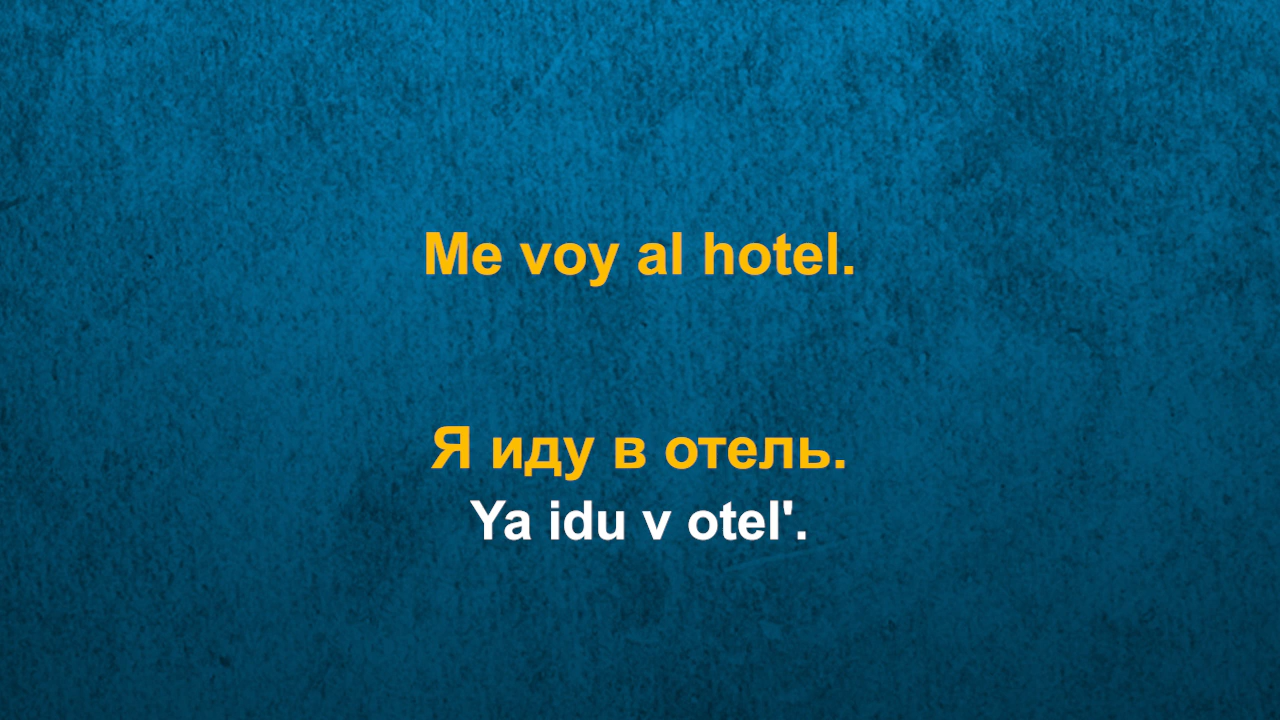 Me voy al hotel.
Я иду в отель.
Ya idu v otel'.